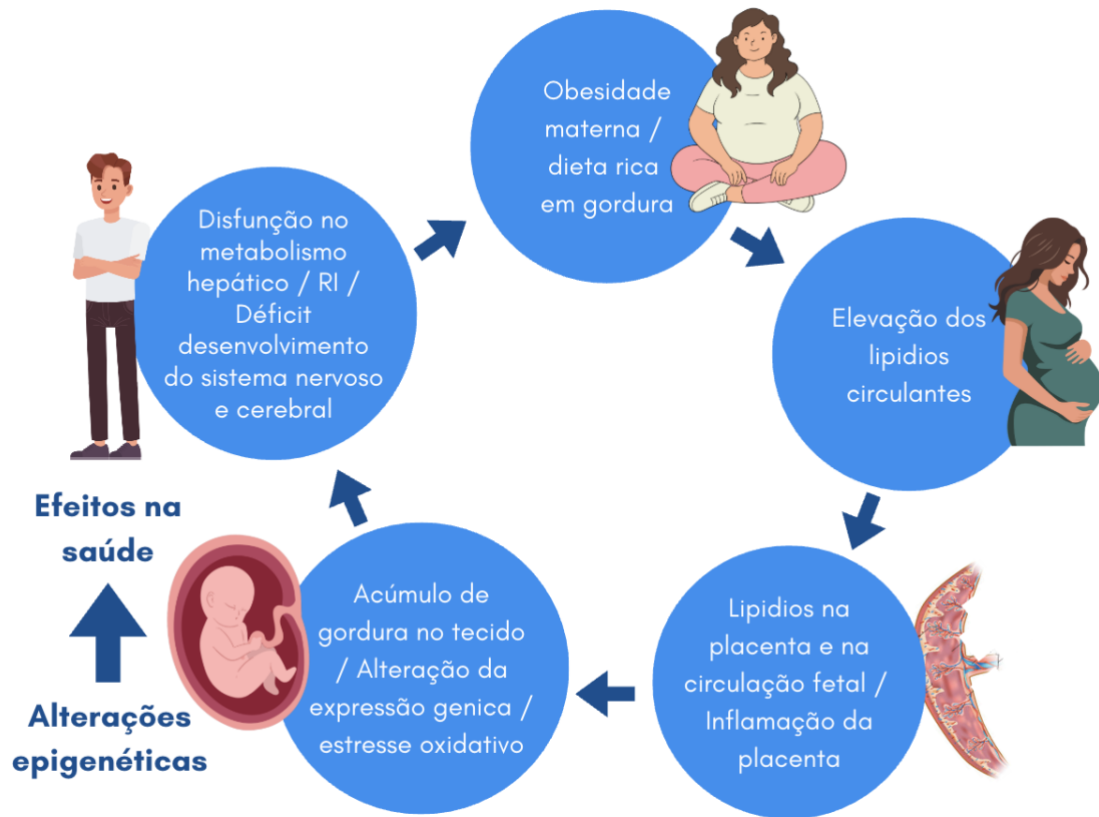 Obesidade
materna /
dieta rica
em gordura
Elevação dos
lipidios
circulantes
Lipidios na
placenta e na
circulação fetal /
Inflamação da
placenta
Acúmulo de
gordura no tecido
/ Alteração da
expressão genica /
estresse oxidativo
Disfunção no
metabolismo
hepático / RI /
Déficit
desenvolvimento
do sistema nervoso
e cerebral
Efeitos na
saúde
Alterações
epigenéticas